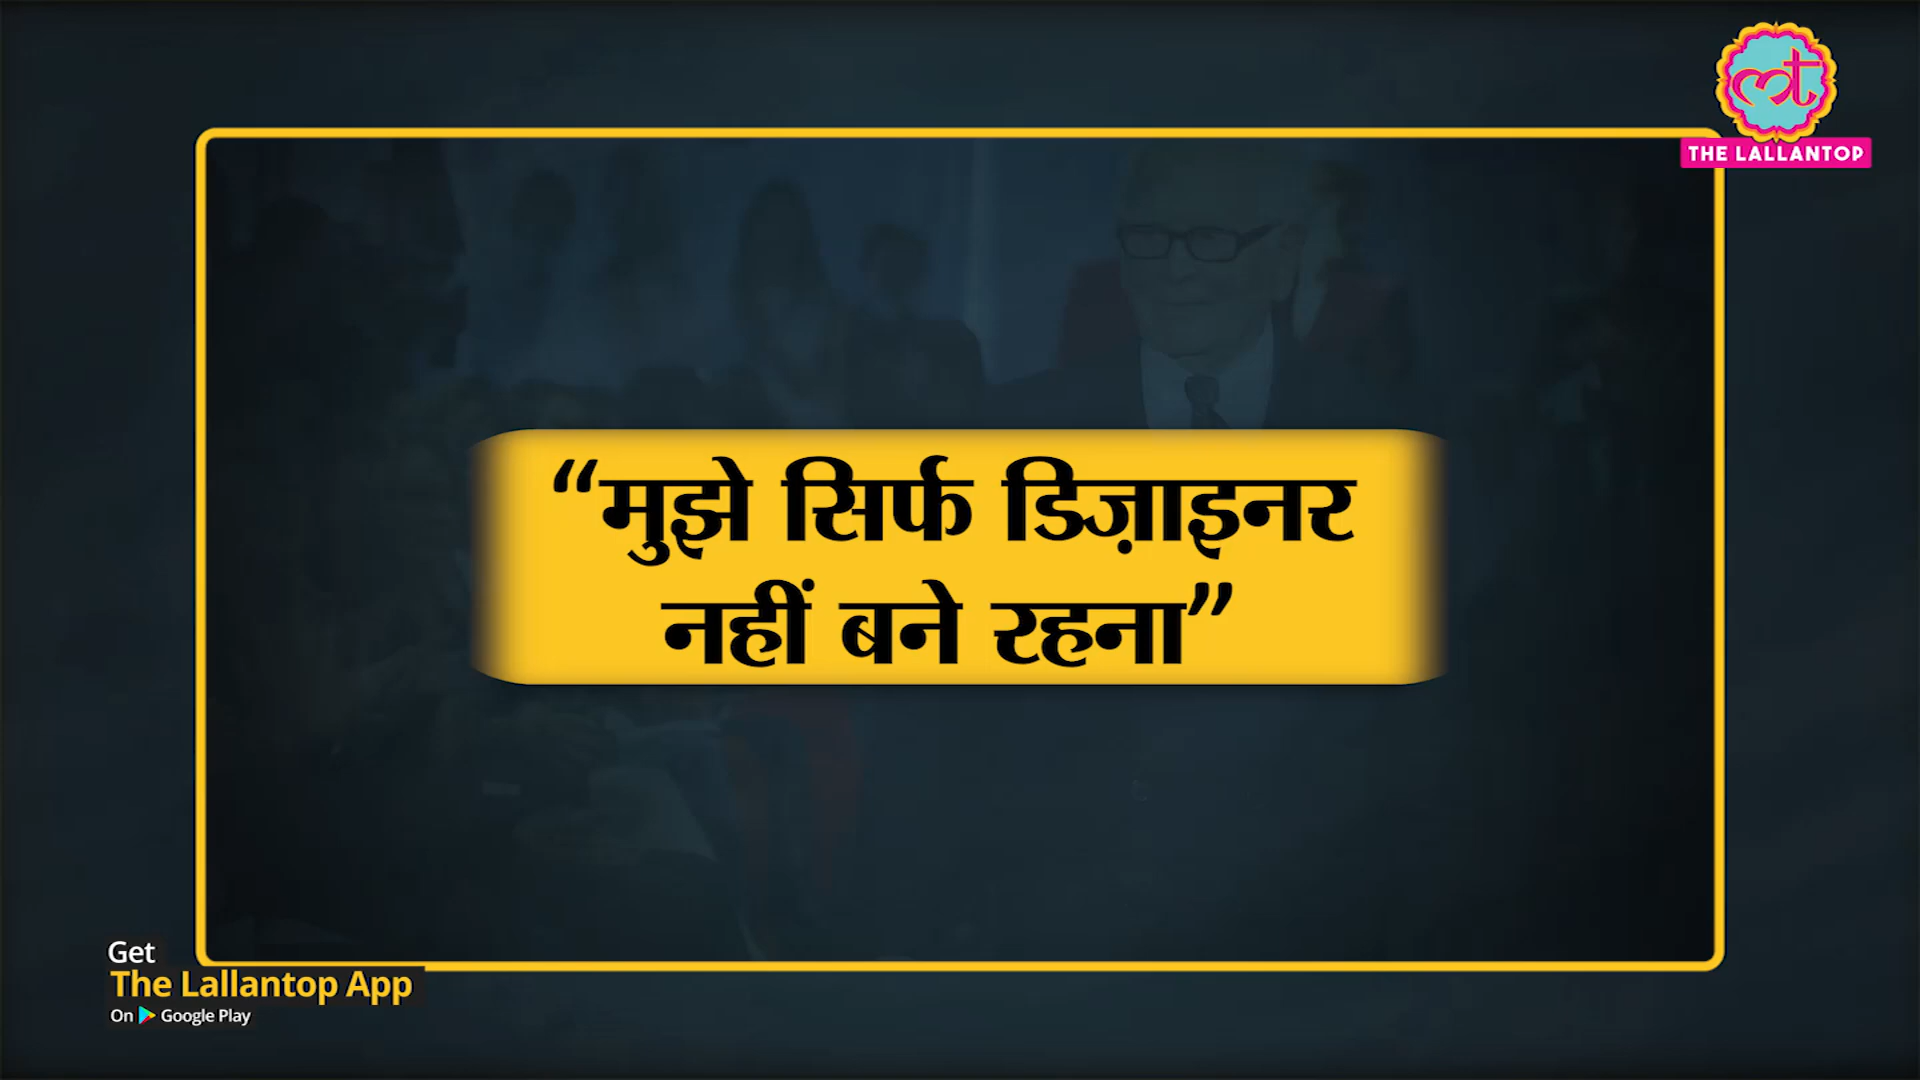 THE LALLANTOP
“मुझे सिर्फ डिज़ाइनर
नहीं बने रहना”
Get
The Lallantop App
On Google Play